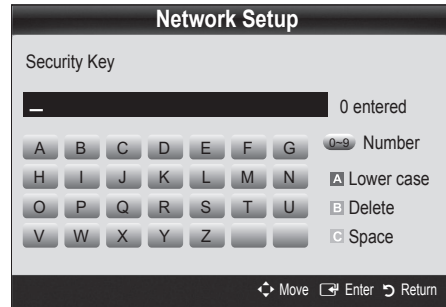 Network Setup
Security Key
_ 0 entered
A B C D E F G 0~9 Number
H I J K L M N A Lower case
O P Q R S T U B Delete
V W X Y Z C Space
Move Enter Return